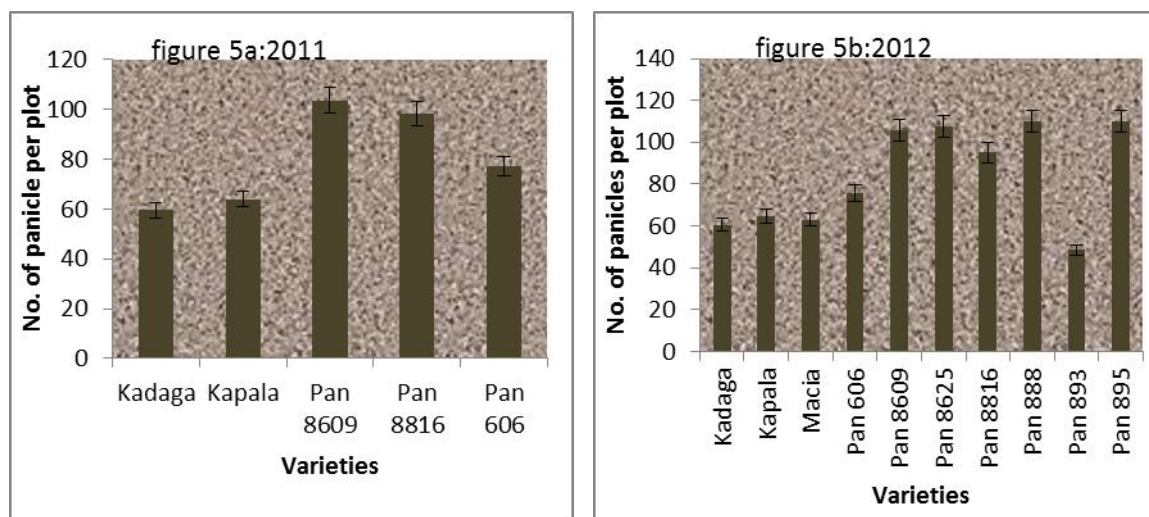 figure 5a:2011
No. of panicle per plot
120
100
80
60
40
20
0
Kadaga Kapala Pan 8609 Pan 8816 Pan 606
Varieties
figure 5b:2012
No. of panicles per plot
140
120
100
80
60
40
20
0
Kadaga
Kapala
Macia
Pan 606
Pan 8609
Pan 8625
Pan 8816
Pan 888
Pan 893
Pan 895
Varieties